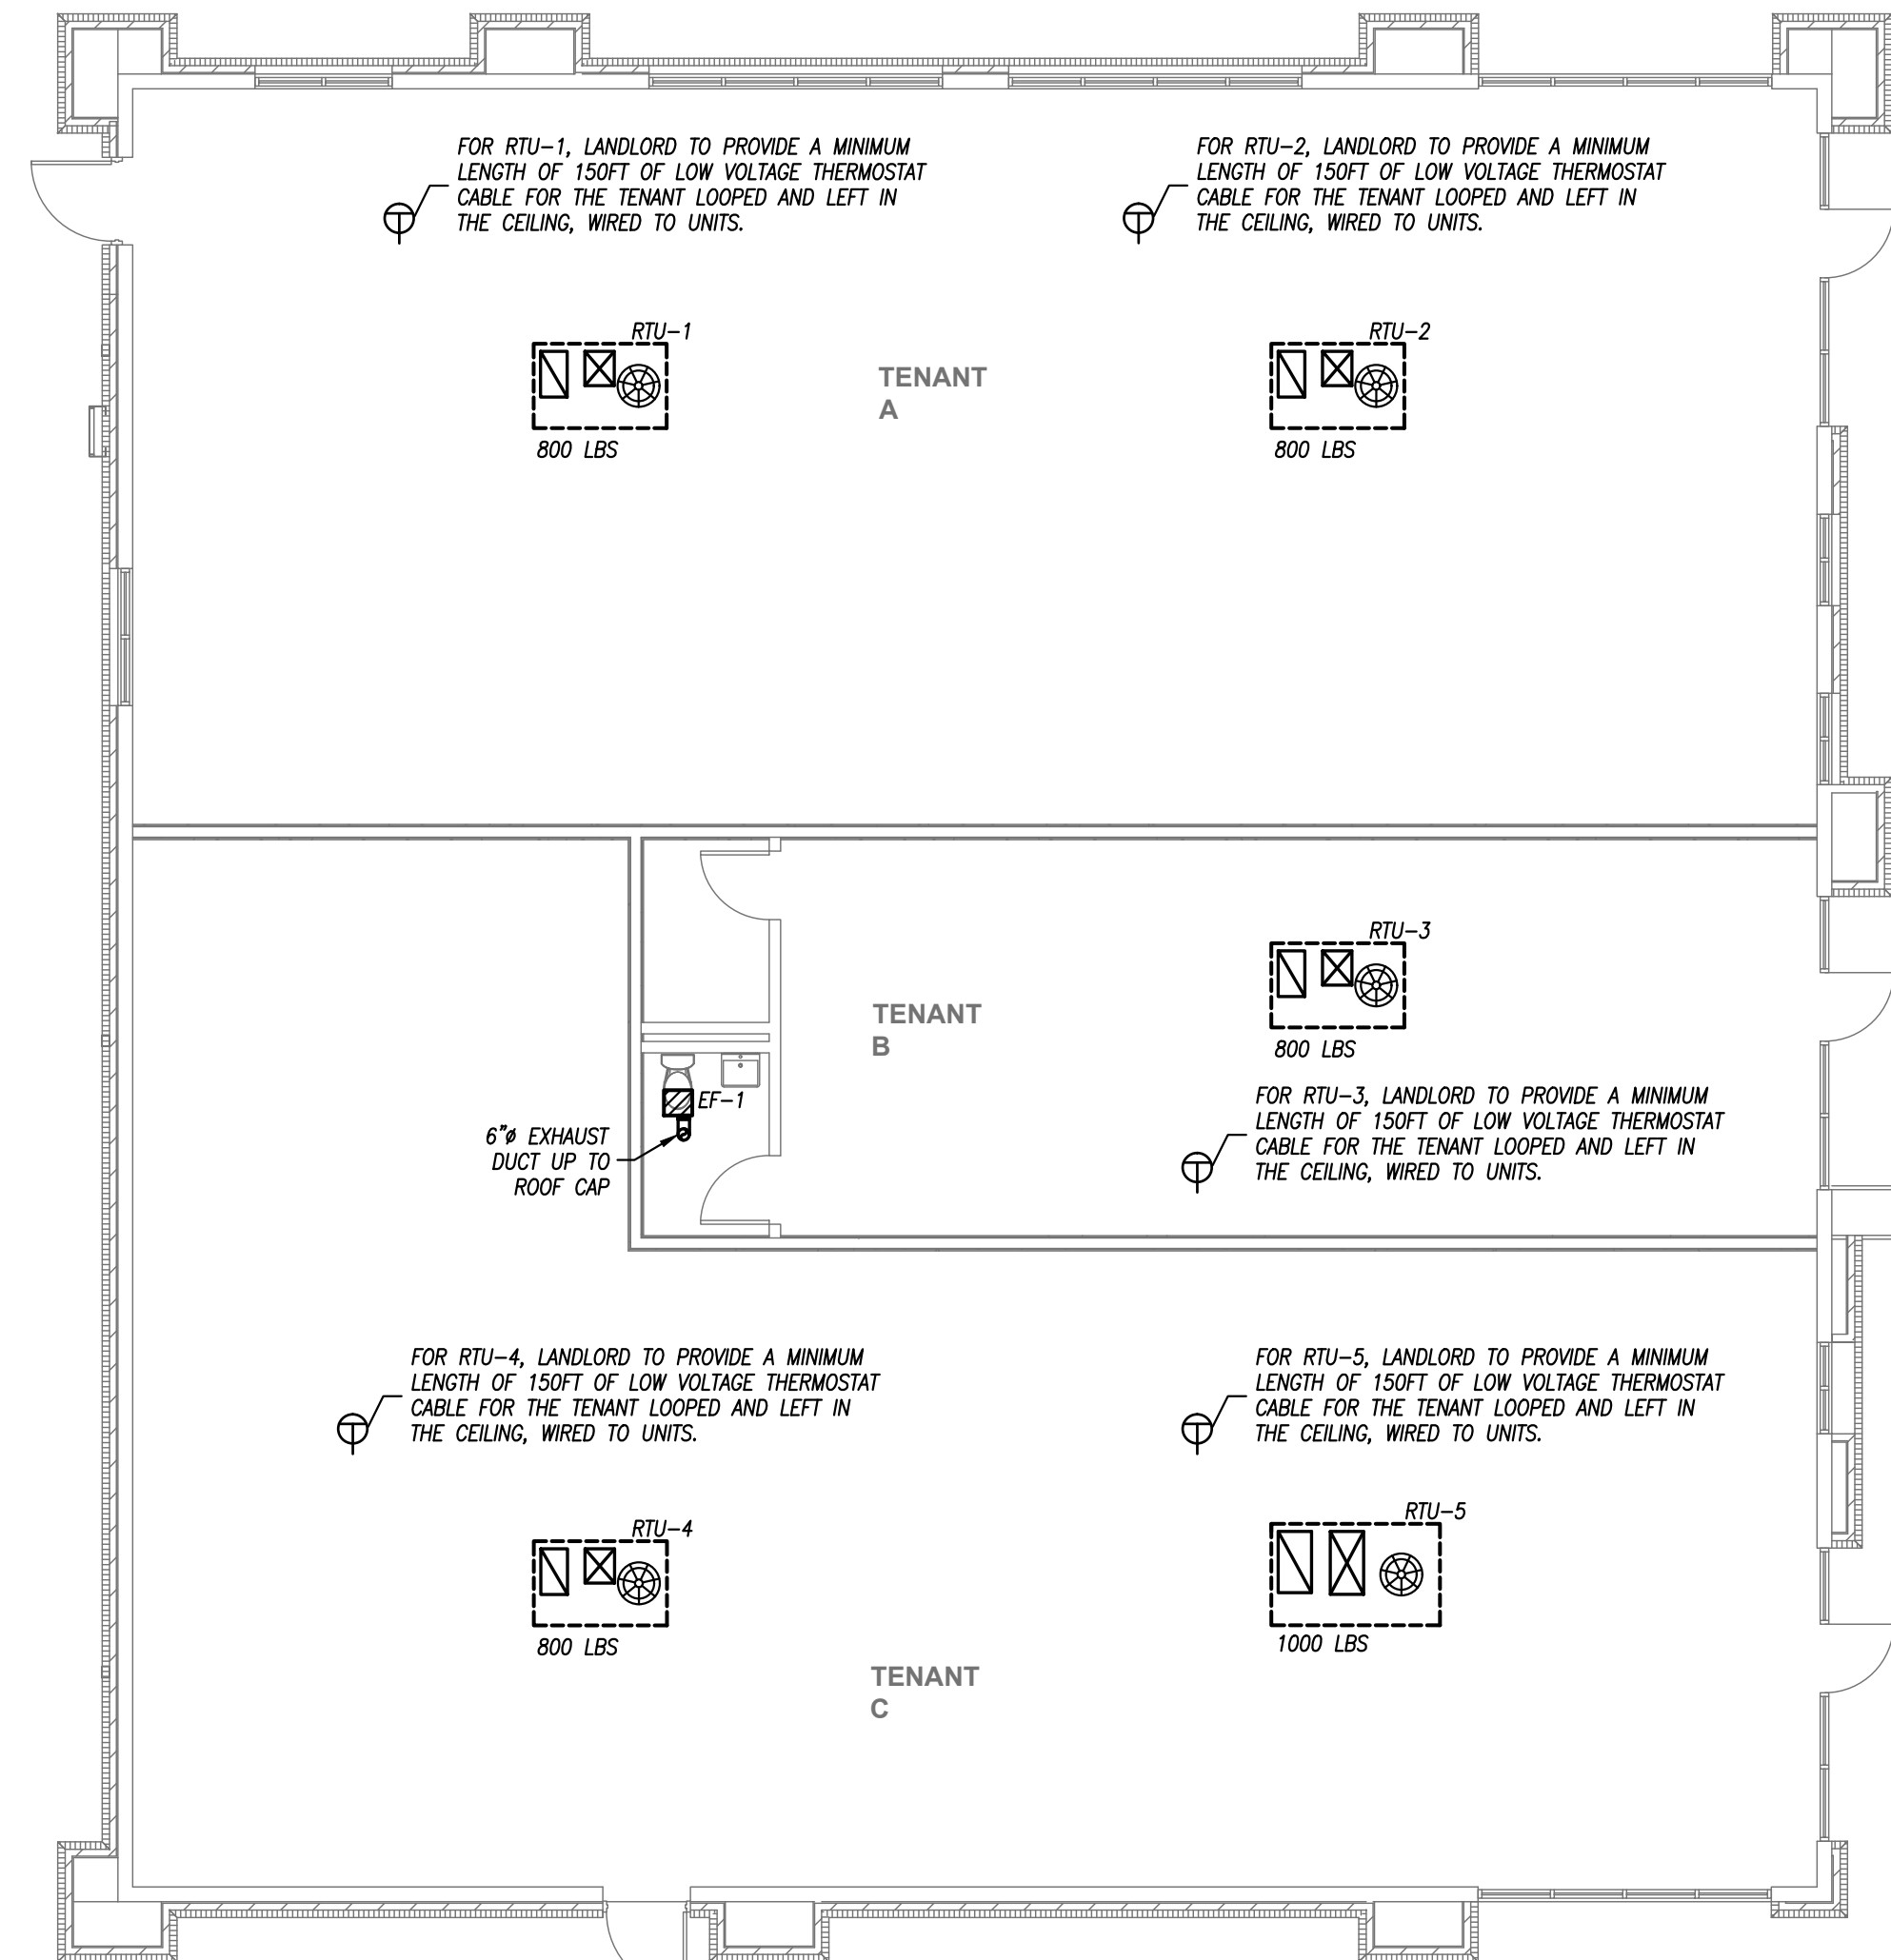 FOR RTU-1, LANDLORD TO PROVIDE A MINIMUM
LENGTH OF 150FT OF LOW VOLTAGE THERMOSTAT
CABLE FOR THE TENANT LOOPED AND LEFT IN
THE CEILING, WIRED TO UNITS.
FOR RTU-2, LANDLORD TO PROVIDE A MINIMUM
LENGTH OF 150FT OF LOW VOLTAGE THERMOSTAT
CABLE FOR THE TENANT LOOPED AND LEFT IN
THE CEILING, WIRED TO UNITS.
RTU-1
800 LBS
TENANT
A
RTU-2
800 LBS
RTU-3
800 LBS
TENANT
B
EF-1
6"ø EXHAUST
DUCT UP TO
ROOF CAP
FOR RTU-3, LANDLORD TO PROVIDE A MINIMUM
LENGTH OF 150FT OF LOW VOLTAGE THERMOSTAT
CABLE FOR THE TENANT LOOPED AND LEFT IN
THE CEILING, WIRED TO UNITS.
FOR RTU-4, LANDLORD TO PROVIDE A MINIMUM
LENGTH OF 150FT OF LOW VOLTAGE THERMOSTAT
CABLE FOR THE TENANT LOOPED AND LEFT IN
THE CEILING, WIRED TO UNITS.
FOR RTU-5, LANDLORD TO PROVIDE A MINIMUM
LENGTH OF 150FT OF LOW VOLTAGE THERMOSTAT
CABLE FOR THE TENANT LOOPED AND LEFT IN
THE CEILING, WIRED TO UNITS.
RTU-4
800 LBS
RTU-5
1000 LBS
TENANT
C